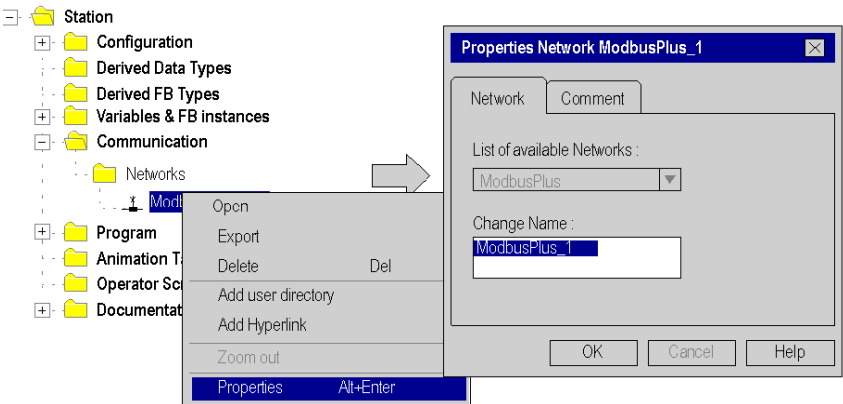 Station
Configuration
Derived Data Types
Derived FB Types
Variables & FB instances
Communication
Networks
Program
Documentat
Open
Export
Delete Del
Add user directory
Add Hyperlink
Zoom out
Properties Alt+Enter
Properties Network ModbusPlus_1
Network Comment
List of available Networks :
ModbusPlus
Change Name :
ModbusPlus_1
OK Cancel Help